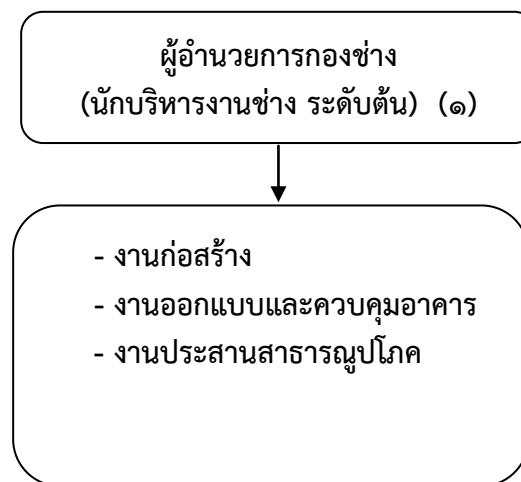 ผู้อำนวยการกองช่าง
(นักบริหารงานช่าง ระดับต้น) (๑)
- งานก่อสร้าง
- งานออกแบบและควบคุมอาคาร
- งานประสานสาธารณูปโภค